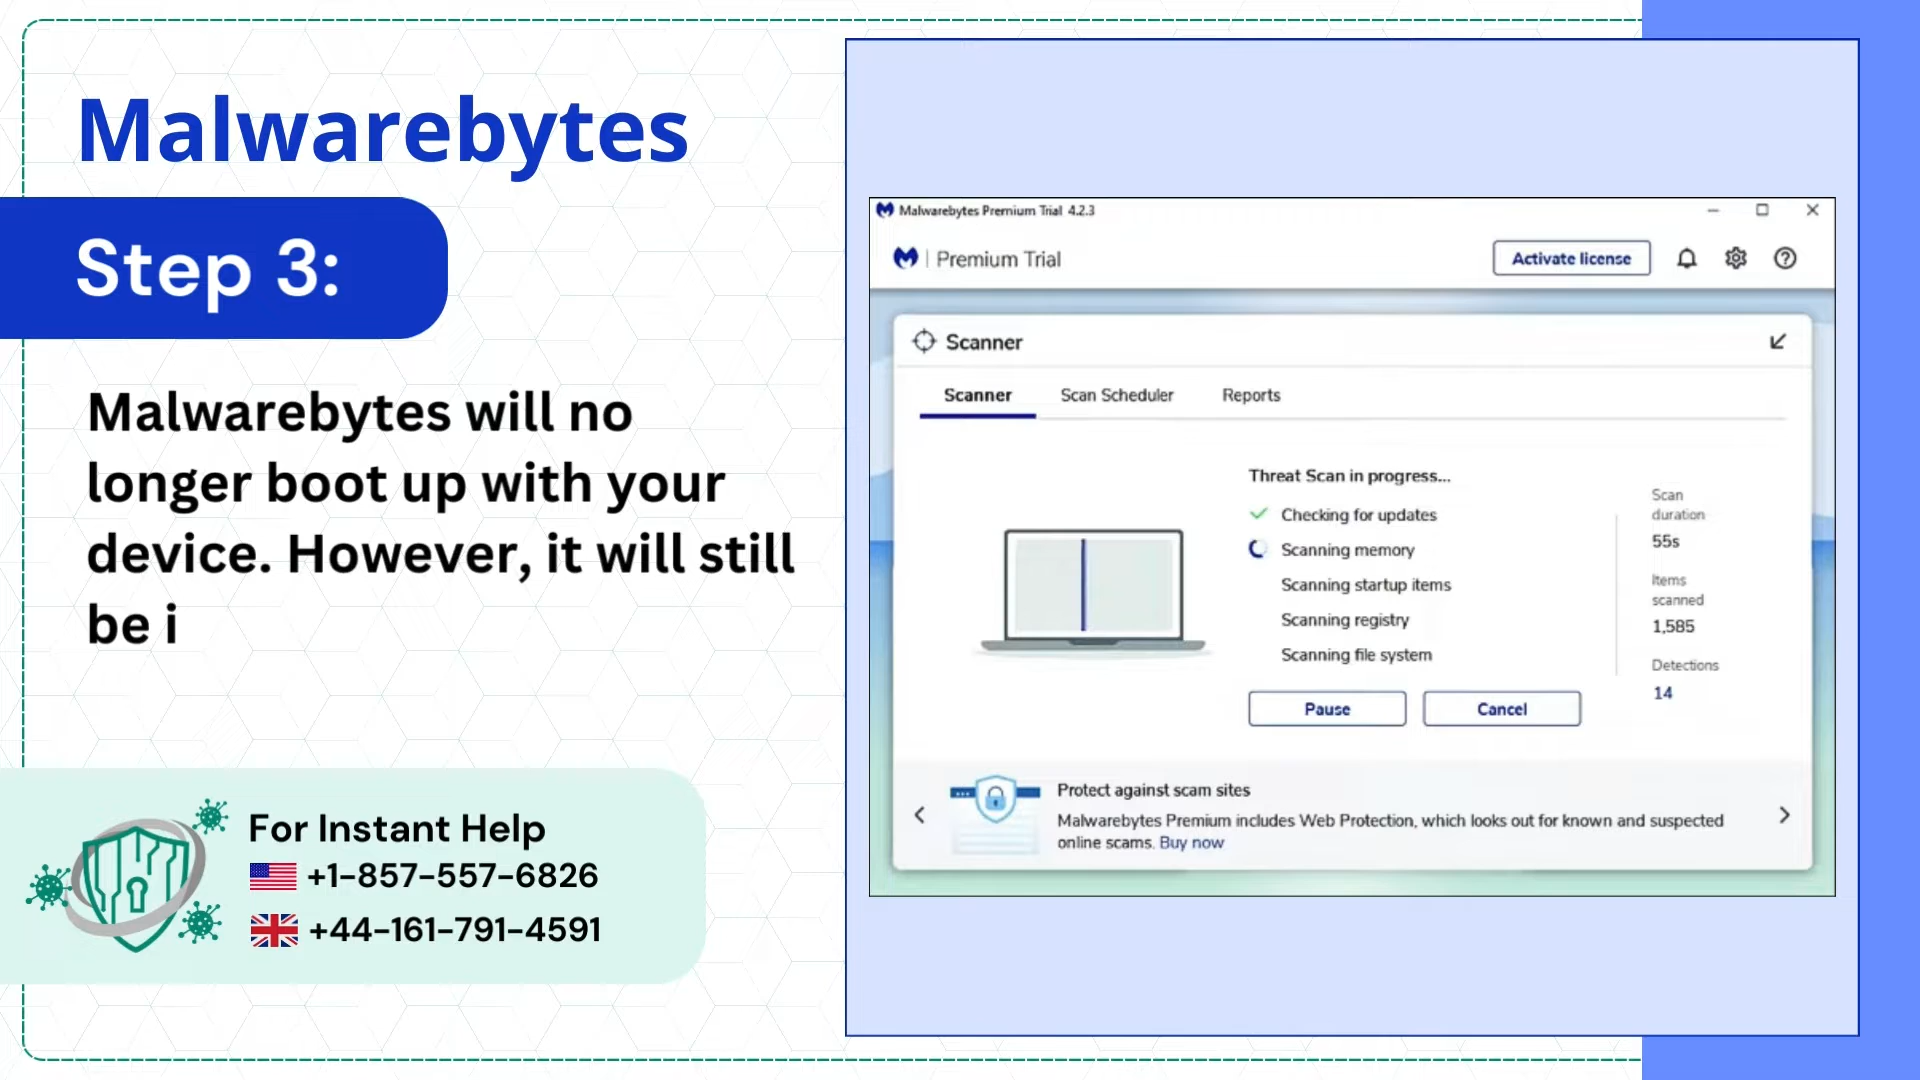 Malwarebytes
Step 3:
Malwarebytes will no
longer boot up with your
device. However, it will still
be i
For Instant Help
+1-857-557-6826
+44-161-791-4591
Malwarebytes Premium Trial 4.2.3
Premium Trial
Activate license
Scanner
Scanner Scan Scheduler Reports
Threat Scan in progress...
Checking for updates
Scanning memory
Scanning startup items
Scanning registry
Scanning file system
Pause Cancel
Scan
duration
55s
Items
scanned
1,585
Detections
14
Protect against scam sites
Malwarebytes Premium includes Web Protection, which looks out for known and suspected
online scams. Buy now